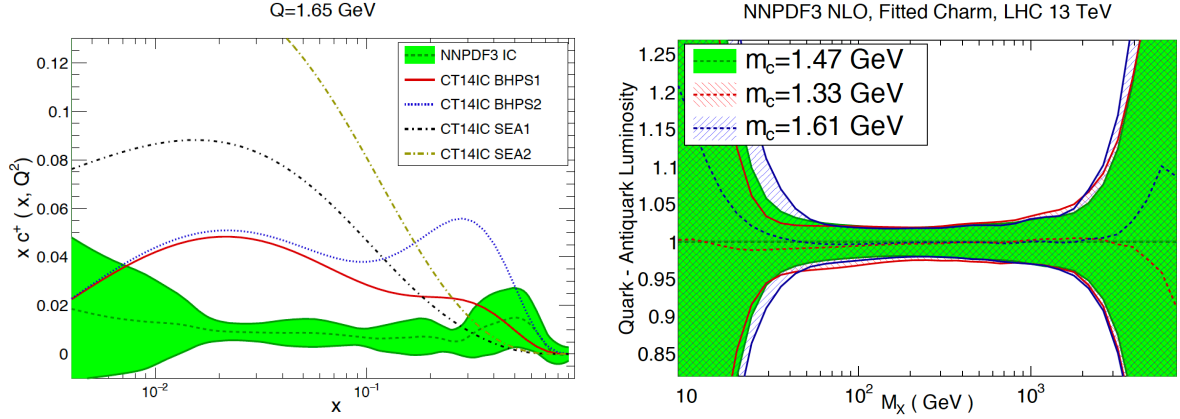 Q=1.65 GeV
x c⁺ ( x, Q²)
0.12
0.1
0.08
0.06
0.04
0.02
0
NNPDF3 IC
CT14IC BHPS1
CT14IC BHPS2
CT14IC SEA1
CT14IC SEA2
10⁻²
10⁻¹
x
NNPDF3 NLO, Fitted Charm, LHC 13 TeV
Quark - Antiquark Luminosity
1.25
1.2
1.15
1.1
1.05
1
0.95
0.9
0.85
m_c=1.47 GeV
m_c=1.33 GeV
m_c=1.61 GeV
10
10²
10³
M_X ( GeV )